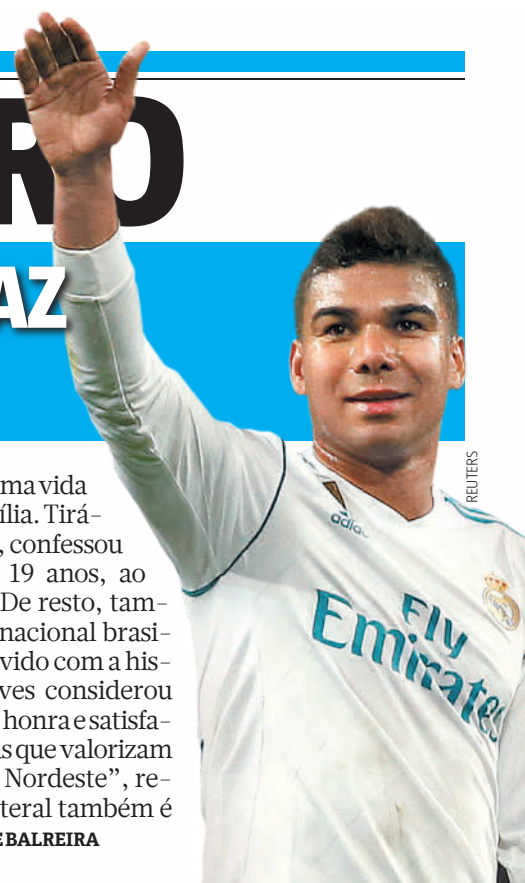 RO
AZ
REUTERS
ma vida
ília. Tirá-
, confessou
19 anos, ao
De resto, tam-
nacional brasi-
vido com a his-
ves considerou
honra e satisfa-
as que valorizam
Nordeste”, re-
teral também é
E BALREIRA
adidas
Fly
Emirates